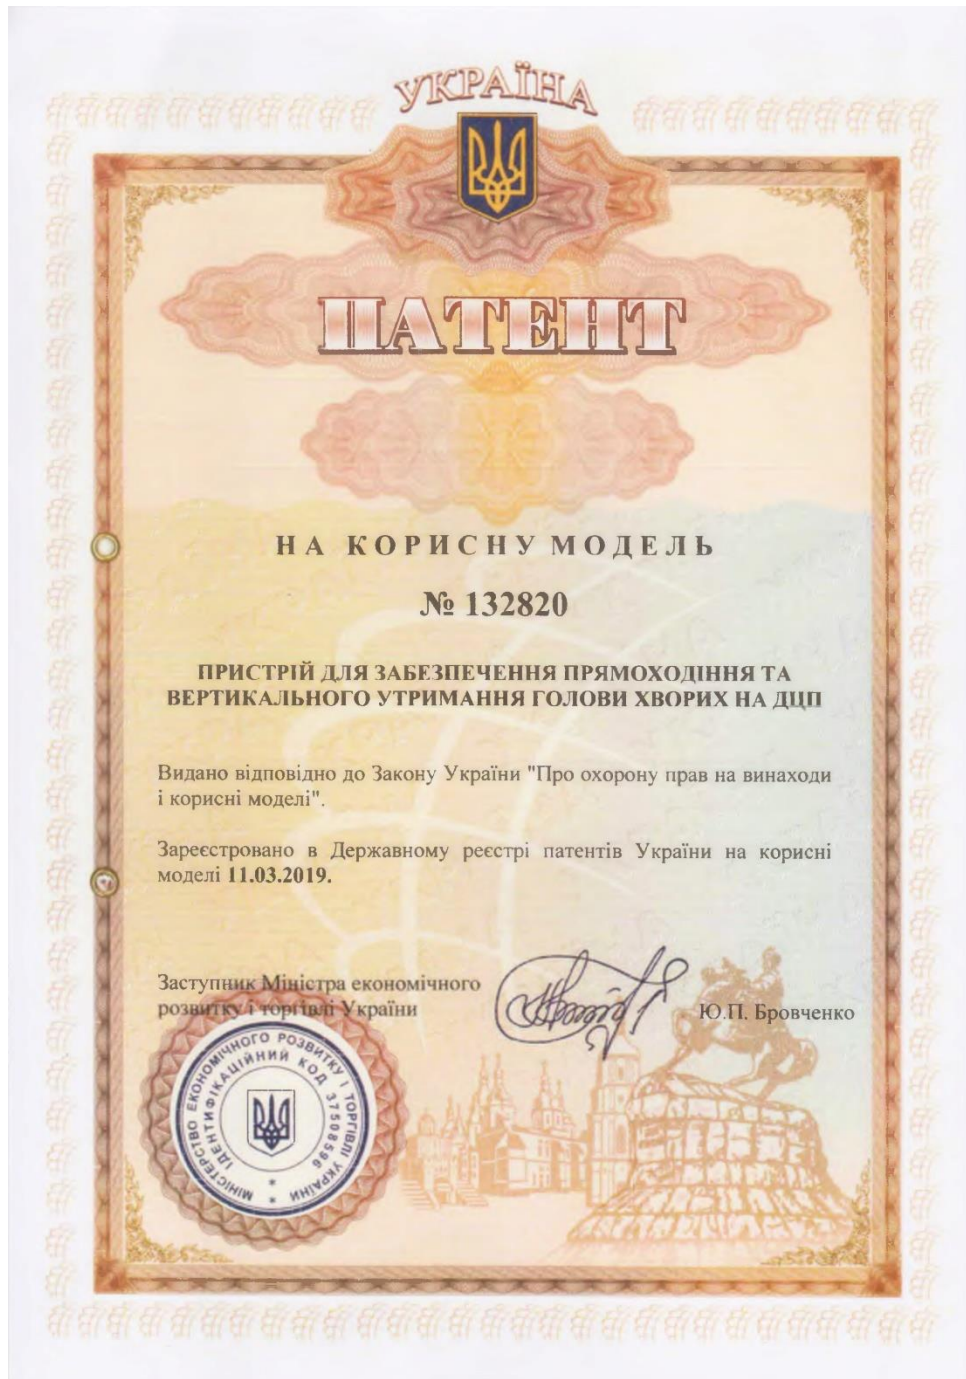 УКРАЇНА
ПАТЕНТ
НА КОРИСНУ МОДЕЛЬ
№ 132820
ПРИСТРІЙ ДЛЯ ЗАБЕЗПЕЧЕННЯ ПРЯМОХОДІННЯ ТА
ВЕРТИКАЛЬНОГО УТРИМАННЯ ГОЛОВИ ХВОРИХ НА ДЦП
Видано відповідно до Закону України "Про охорону прав на винаходи
і корисні моделі".
Зареєстровано в Державному реєстрі патентів України на корисні
моделі 11.03.2019.
Заступник Міністра економічного
розвитку і торгівлі України
Ю.П. Бровченко
МІНІСТЕРСТВО ЕКОНОМІЧНОГО РОЗВИТКУ І ТОРГІВЛІ УКРАЇНИ *
ІДЕНТИФІКАЦІЙНИЙ КОД 37508596 *